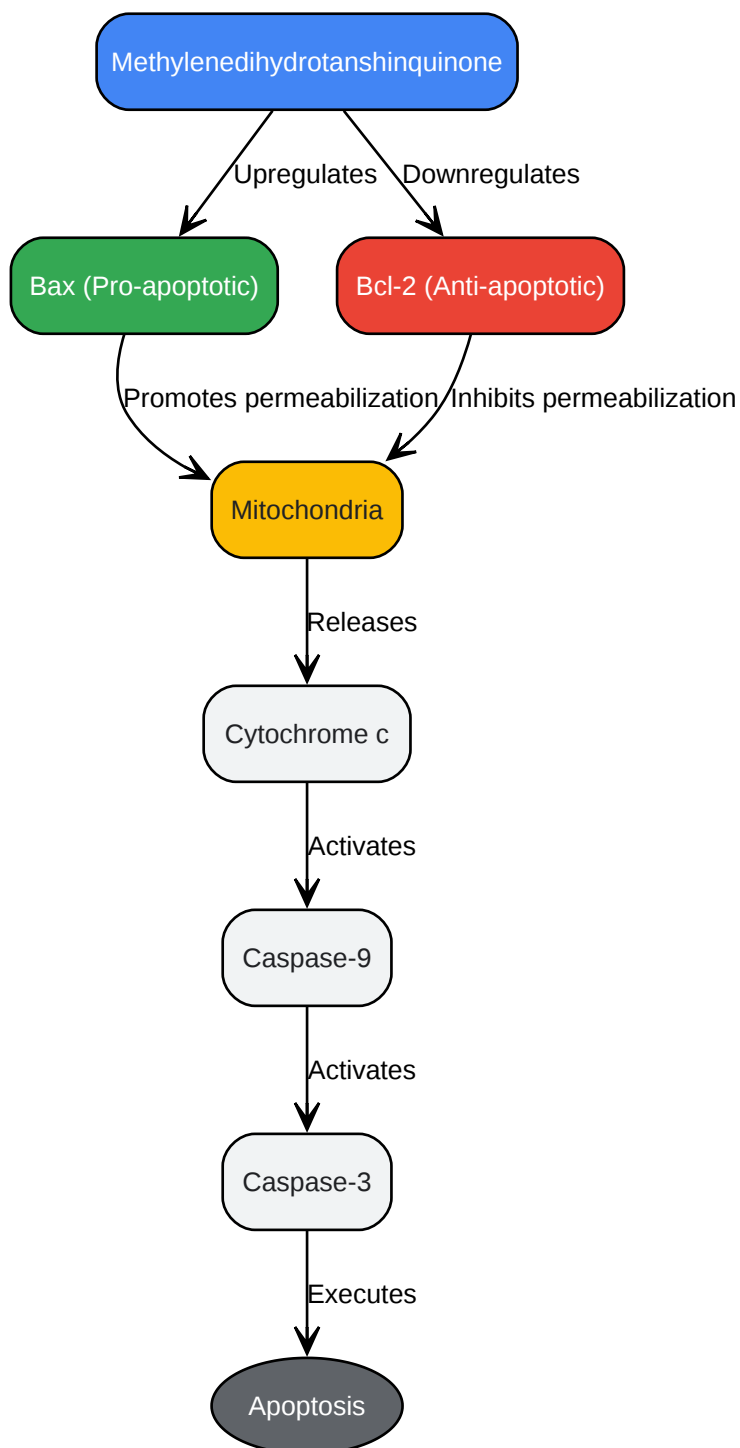 Methylenedihydrotanshinquinone
Upregulates
Downregulates
Bax (Pro-apoptotic)
Bcl-2 (Anti-apoptotic)
Promotes permeabilization
Inhibits permeabilization
Mitochondria
Releases
Cytochrome c
Activates
Caspase-9
Activates
Caspase-3
Executes
Apoptosis